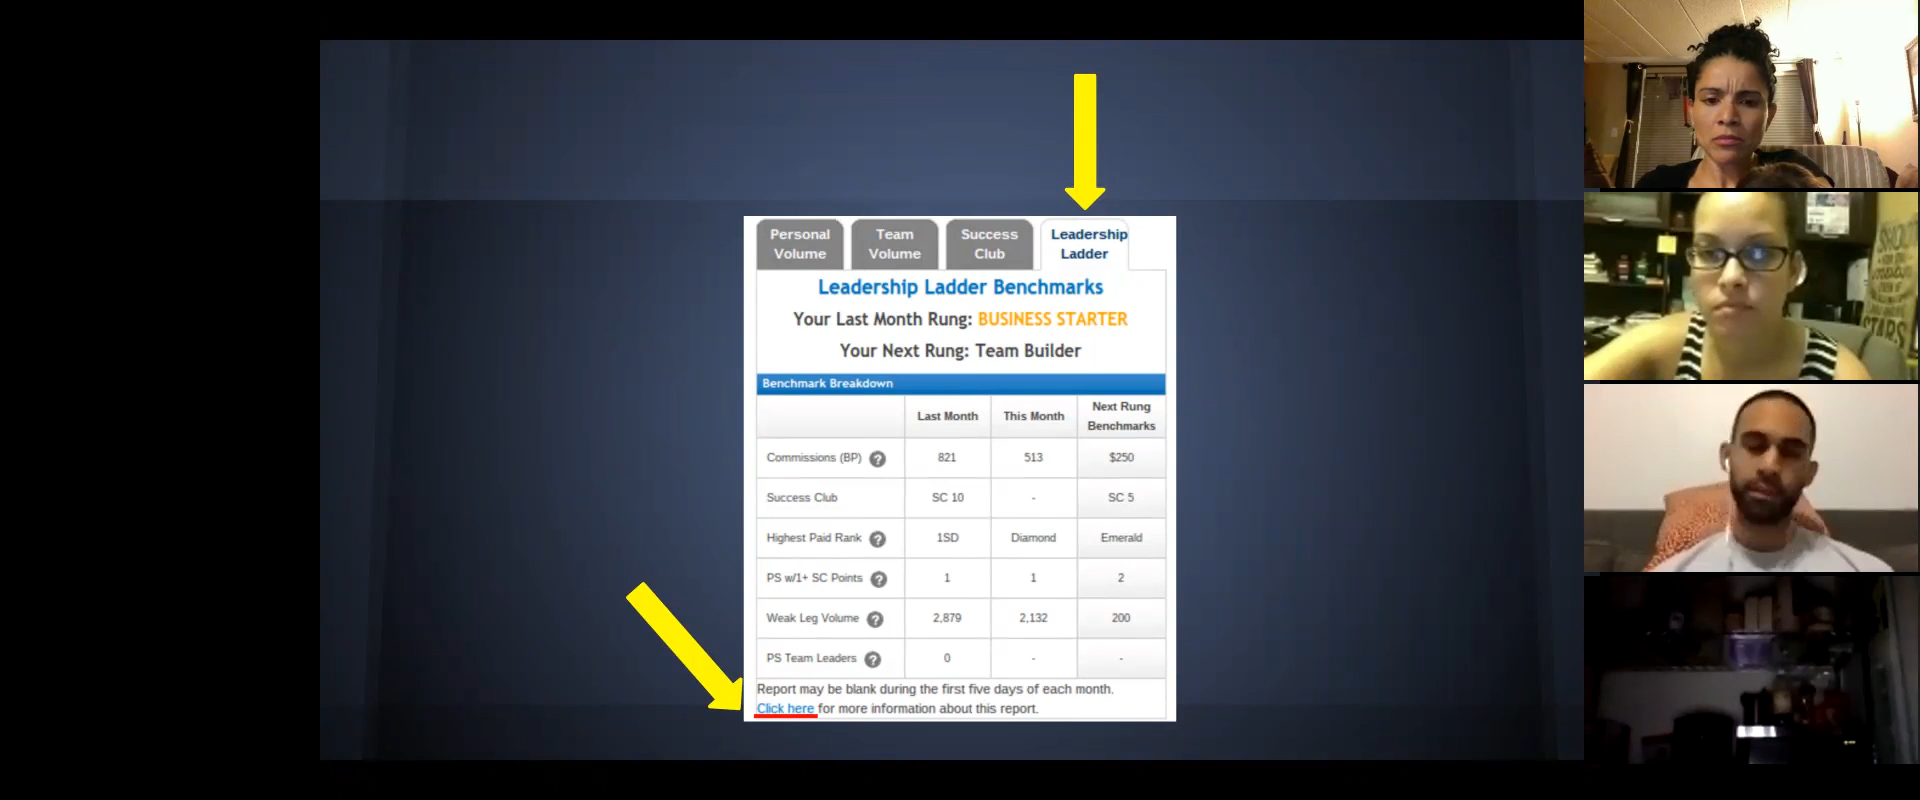 Personal Volume
Team Volume
Success Club
Leadership Ladder
Leadership Ladder Benchmarks
Your Last Month Rung: BUSINESS STARTER
Your Next Rung: Team Builder
Benchmark Breakdown
Last Month This Month Next Rung Benchmarks
Commissions (BP) ? 821 513 $250
Success Club SC 10 - SC 5
Highest Paid Rank ? 1SD Diamond Emerald
PS w/1+ SC Points ? 1 1 2
Weak Leg Volume ? 2,879 2,132 200
PS Team Leaders ? 0 - -
Report may be blank during the first five days of each month.
Click here for more information about this report.
SHOOT
STARS